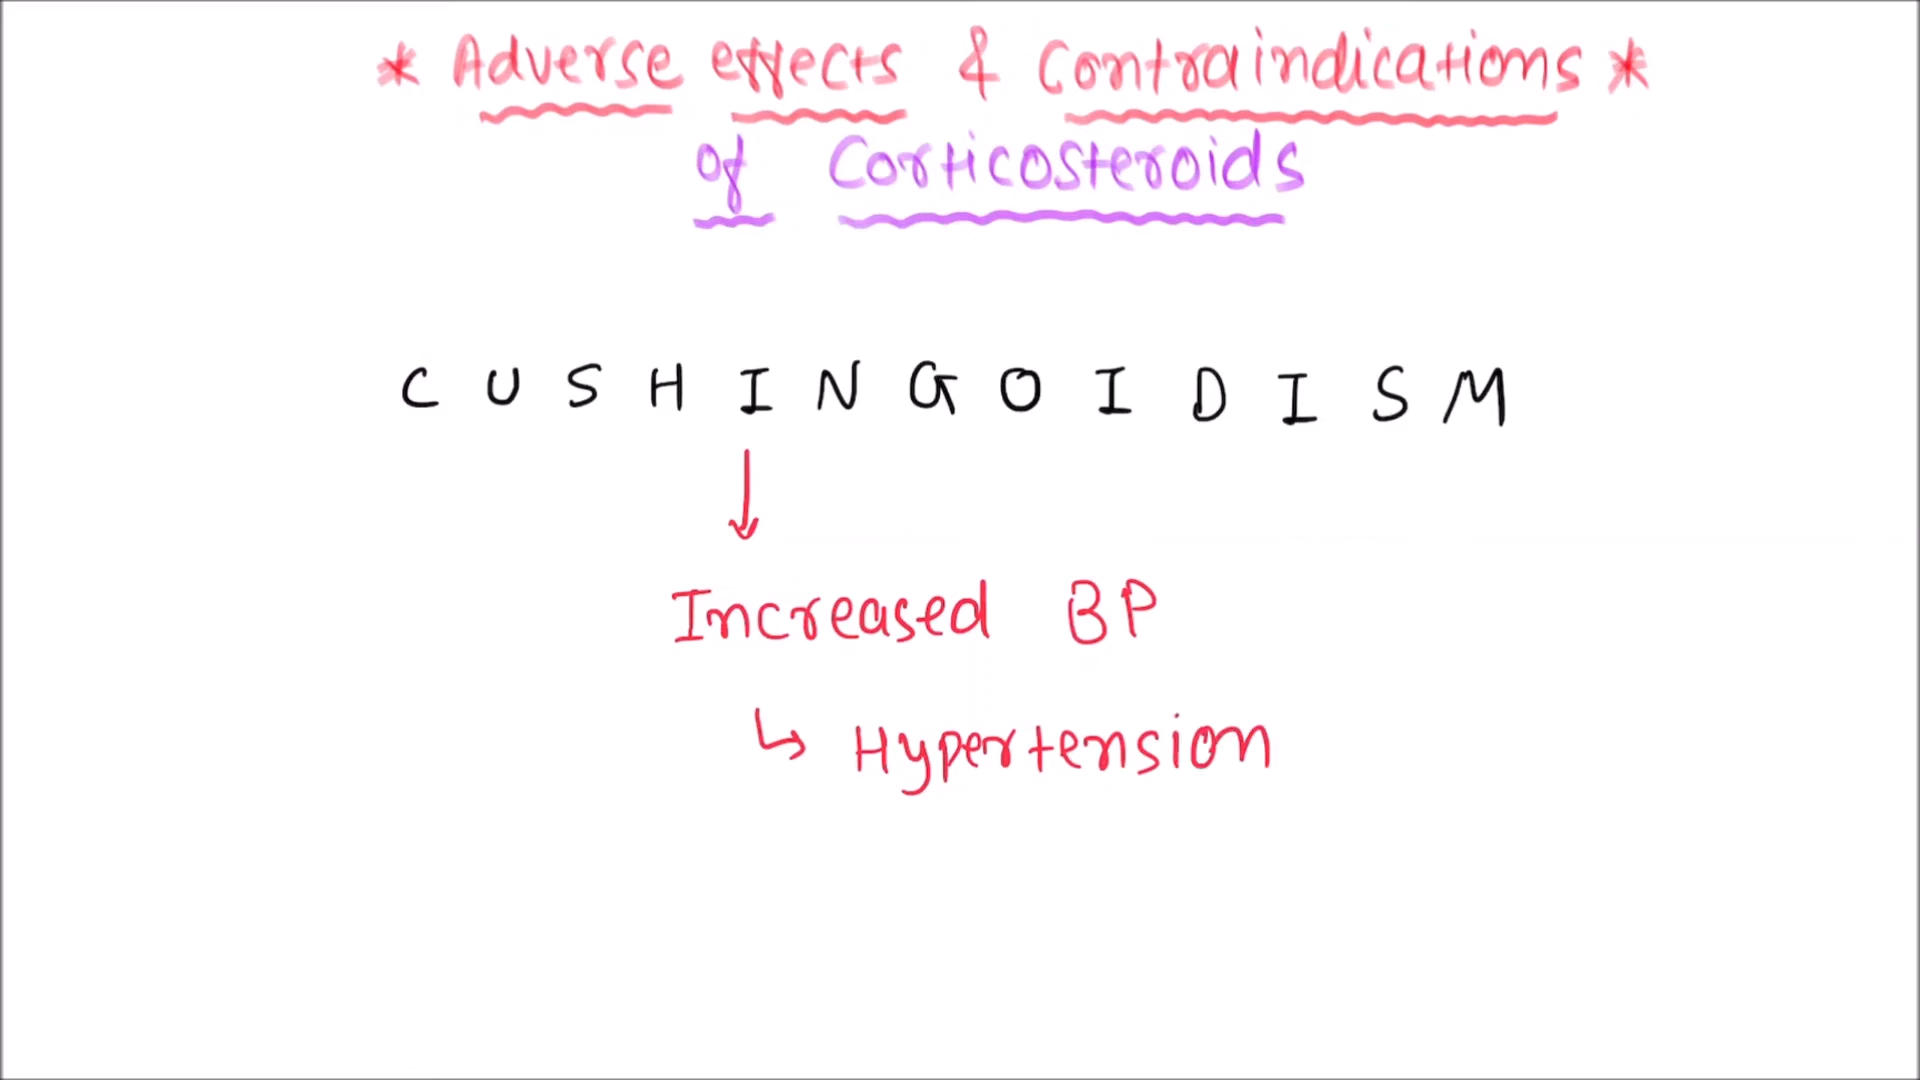 * Adverse effects & Contraindications *
of Corticosteroids
C U S H I N G O I D I S M
↓
Increased BP
↳ Hypertension